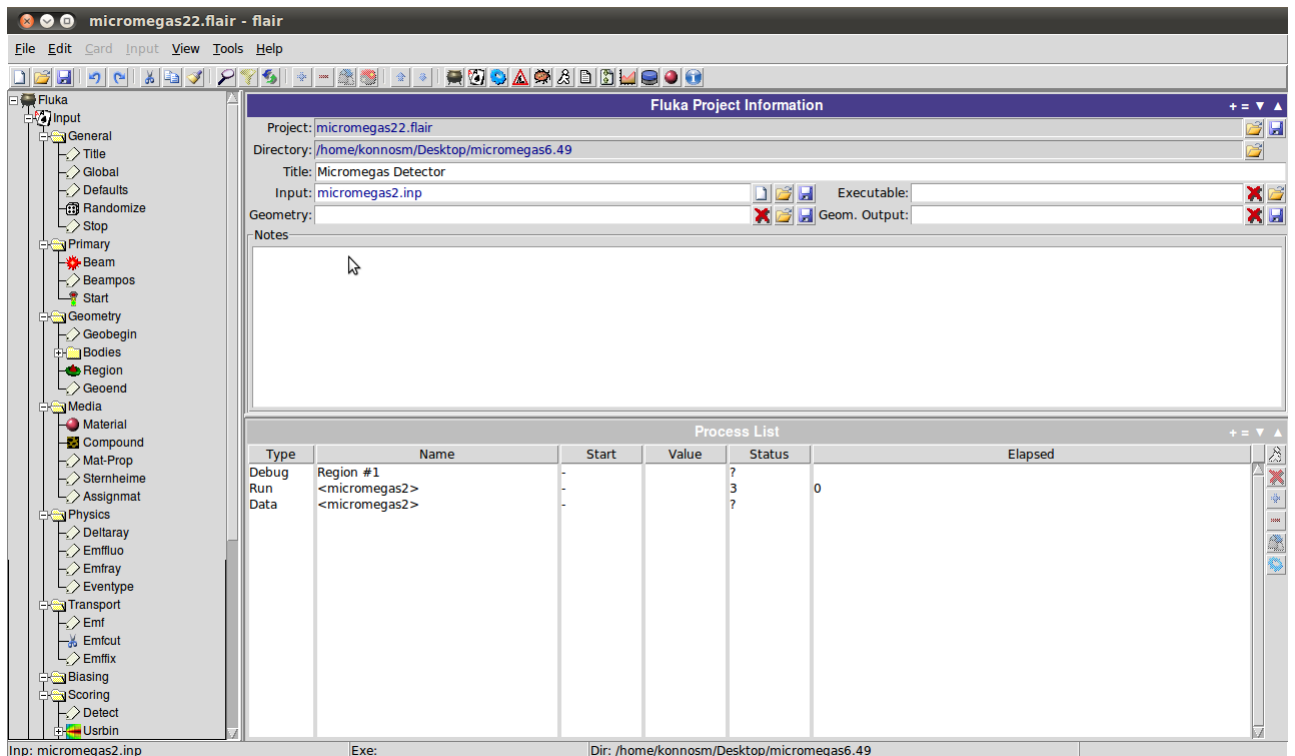 micromegas22.flair - flair
File Edit Card Input View Tools Help
Fluka
Input
General
Title
Global
Defaults
Randomize
Stop
Primary
Beam
Beampos
Start
Geometry
Geobegin
Bodies
Region
Geoend
Media
Material
Compound
Mat-Prop
Sternheime
Assignmat
Physics
Deltaray
Emffluo
Emfray
Eventype
Transport
Emf
Emfcut
Emffix
Biasing
Scoring
Detect
Usrbin
Fluka Project Information
Project: micromegas22.flair
Directory: /home/konnosm/Desktop/micromegas6.49
Title: Micromegas Detector
Input: micromegas2.inp Executable:
Geometry: Geom. Output:
Notes
Process List
Type Name Start Value Status Elapsed
Debug Region #1 - ?
Run <micromegas2> - 3 0
Data <micromegas2> - ?
Inp: micromegas2.inp Exe: Dir: /home/konnosm/Desktop/micromegas6.49